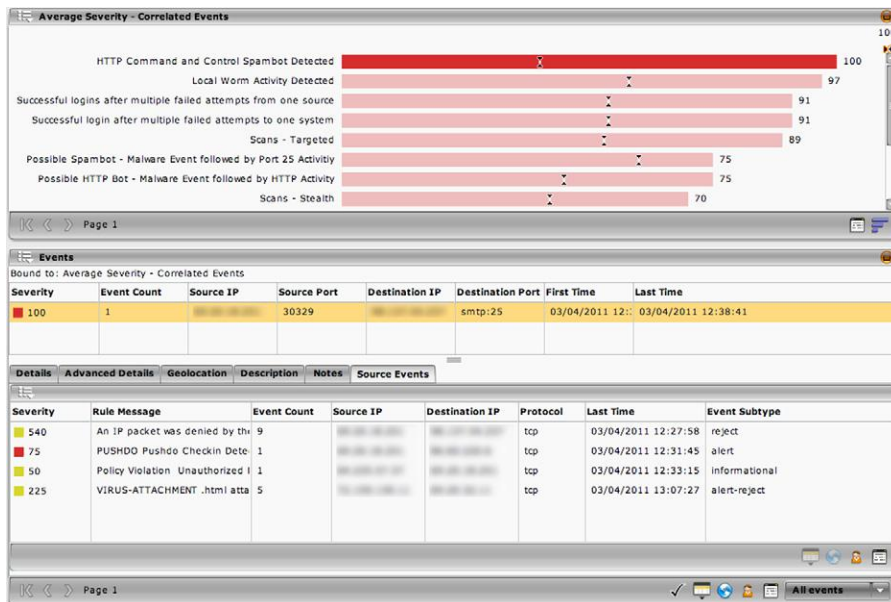 Average Severity - Correlated Events
100
HTTP Command and Control Spambot Detected 100
Local Worm Activity Detected 97
Successful logins after multiple failed attempts from one source 91
Successful login after multiple failed attempts to one system 91
Scans - Targeted 89
Possible Spambot - Malware Event followed by Port 25 Activitiy 75
Possible HTTP Bot - Malware Event followed by HTTP Activity 75
Scans - Stealth 70
Page 1
Events
Bound to: Average Severity - Correlated Events
Severity Event Count Source IP Source Port Destination IP Destination Port First Time Last Time
100 1 30329 smtp:25 03/04/2011 12: 03/04/2011 12:38:41
Details Advanced Details Geolocation Description Notes Source Events
Severity Rule Message Event Count Source IP Destination IP Protocol Last Time Event Subtype
540 An IP packet was denied by the 9 tcp 03/04/2011 12:27:58 reject
75 PUSHDO Pushdo Checkin Dete 1 tcp 03/04/2011 12:31:45 alert
50 Policy Violation Unauthorized 1 tcp 03/04/2011 12:33:15 informational
225 VIRUS-ATTACHMENT .html atta 5 tcp 03/04/2011 13:07:27 alert-reject
Page 1 All events